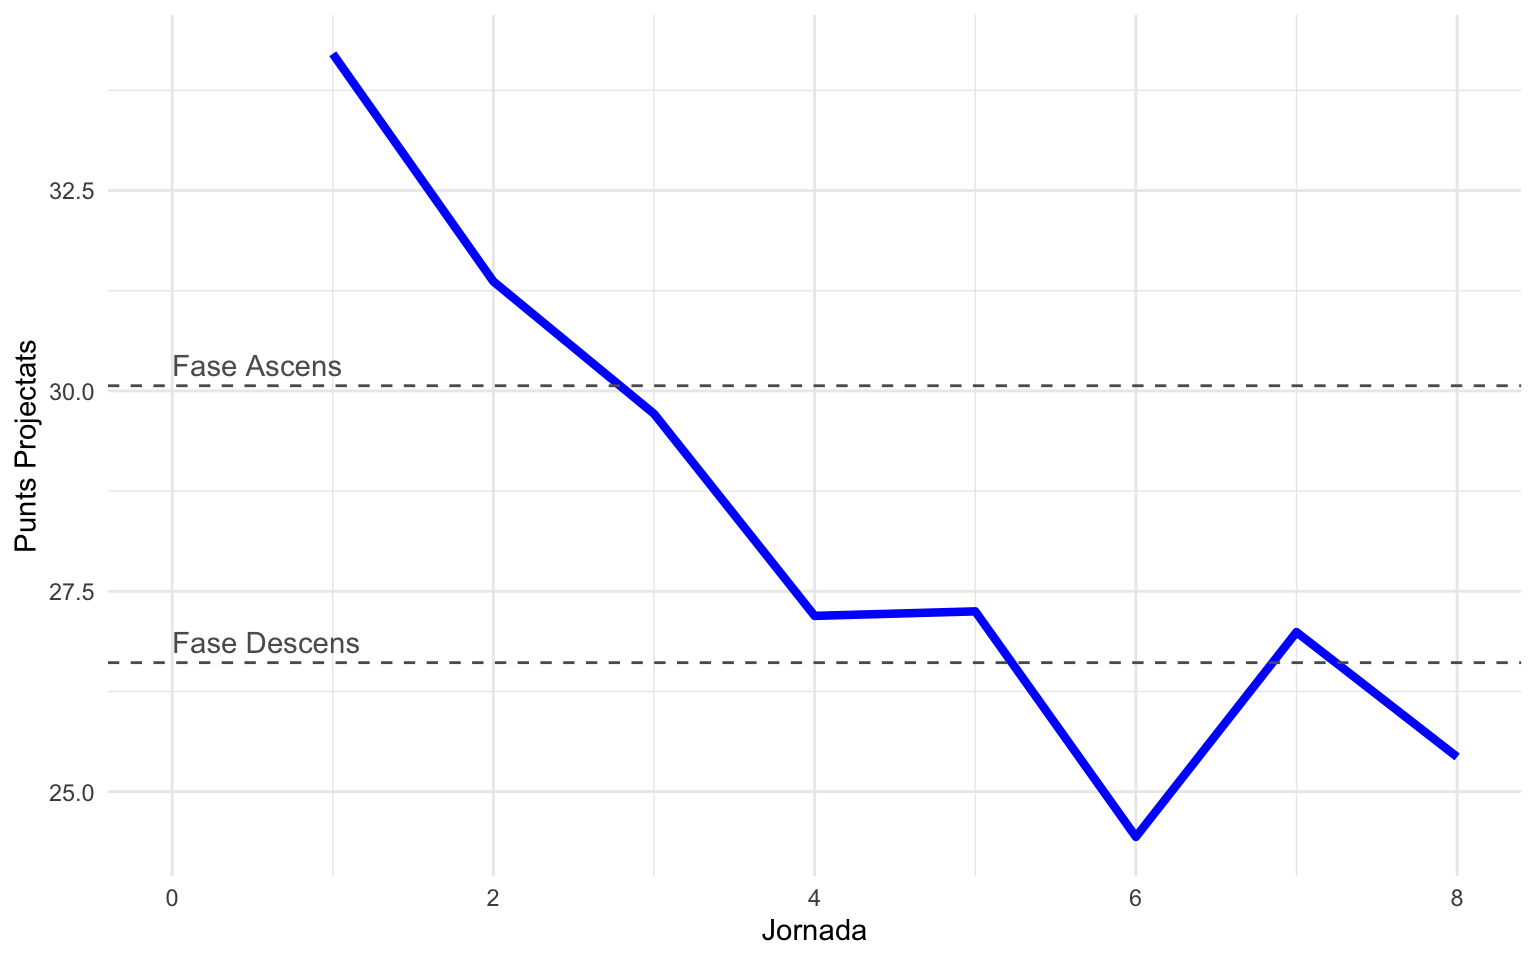 32.5
Fase Ascens
30.0
Punts Projectats
27.5
Fase Descens
25.0
0 2 4 6 8
Jornada